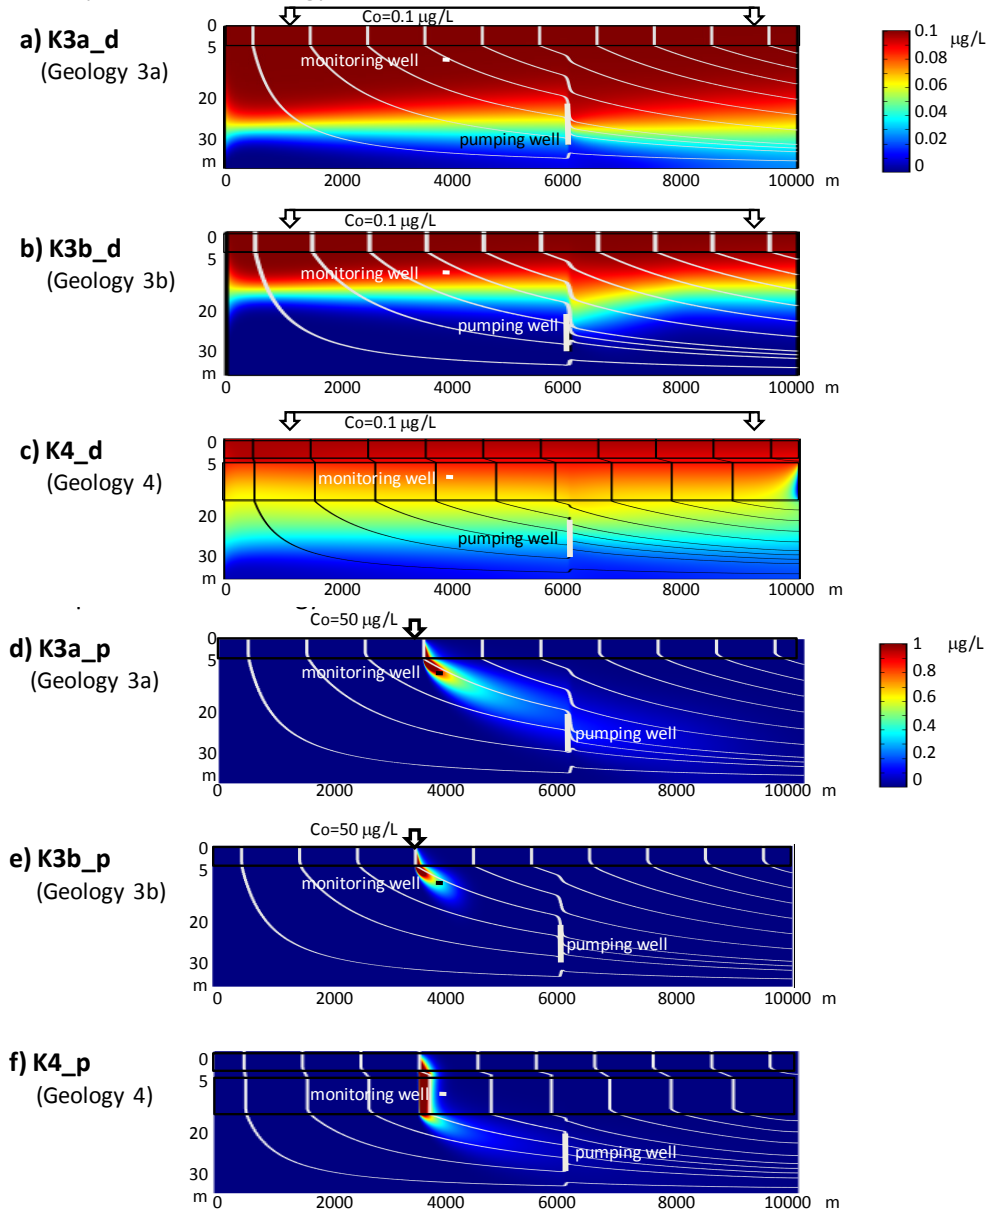 Co=0.1 µg/L
a) K3a_d
(Geology 3a)
0
5
20
30
m
monitoring well
pumping well
0 2000 4000 6000 8000 10000 m
0.1 µg/L
0.08
0.06
0.04
0.02
0
Co=0.1 µg/L
b) K3b_d
(Geology 3b)
0
5
20
30
m
monitoring well
pumping well
0 2000 4000 6000 8000 10000 m
Co=0.1 µg/L
c) K4_d
(Geology 4)
0
5
20
30
m
monitoring well
pumping well
0 2000 4000 6000 8000 10000 m
Co=50 µg/L
d) K3a_p
(Geology 3a)
0
5
20
30
m
monitoring well
pumping well
0 2000 4000 6000 8000 10000 m
1 µg/L
0.8
0.6
0.4
0.2
0
Co=50 µg/L
e) K3b_p
(Geology 3b)
0
5
20
30
m
monitoring well
pumping well
0 2000 4000 6000 8000 10000 m
f) K4_p
(Geology 4)
0
5
20
30
m
monitoring well
pumping well
0 2000 4000 6000 8000 10000 m